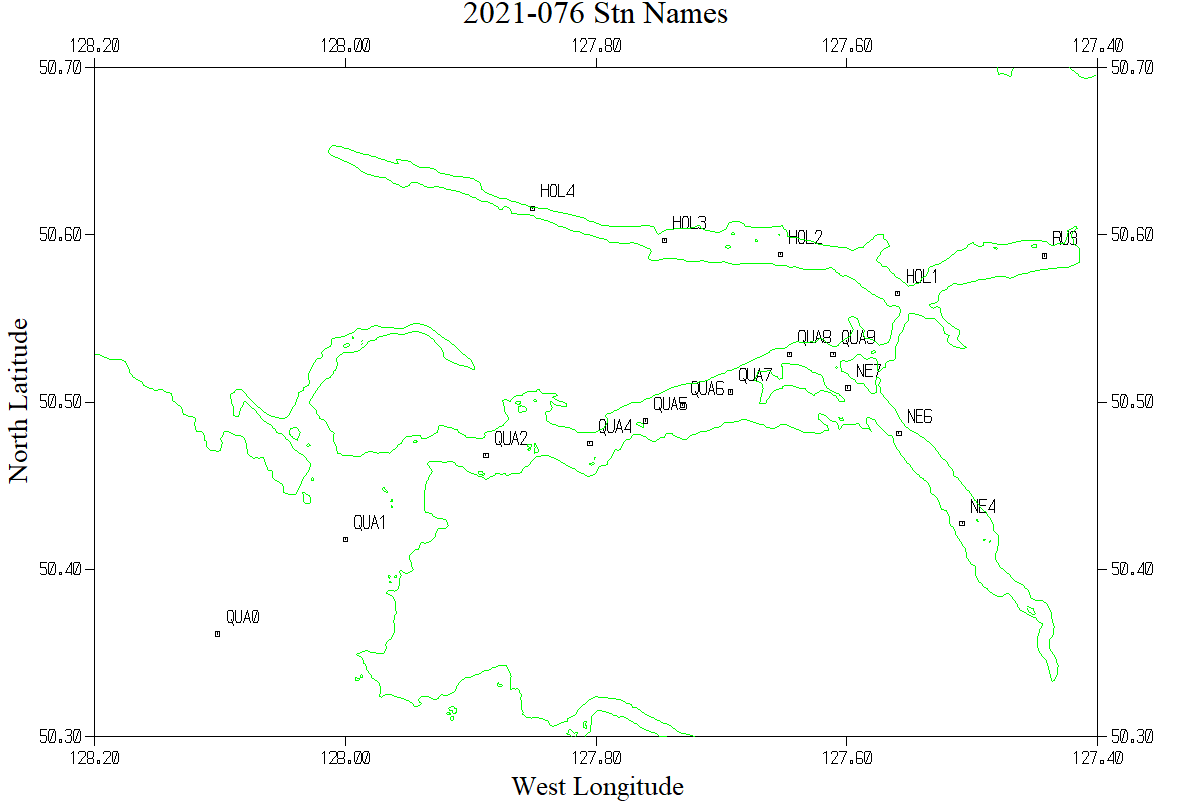 2021-076 Stn Names
128.20 128.00 127.80 127.60 127.40
50.70 50.70
HOL4
HOL3
HOL2
50.60 RU3 50.60
HOL1
QUA8 QUA9
NE7
QUA7
QUA6
50.50 QUA5 50.50
NE6
QUA4
QUA2
NE4
QUA1
50.40 50.40
QUA0
50.30 50.30
128.20 128.00 127.80 127.60 127.40
West Longitude
North Latitude